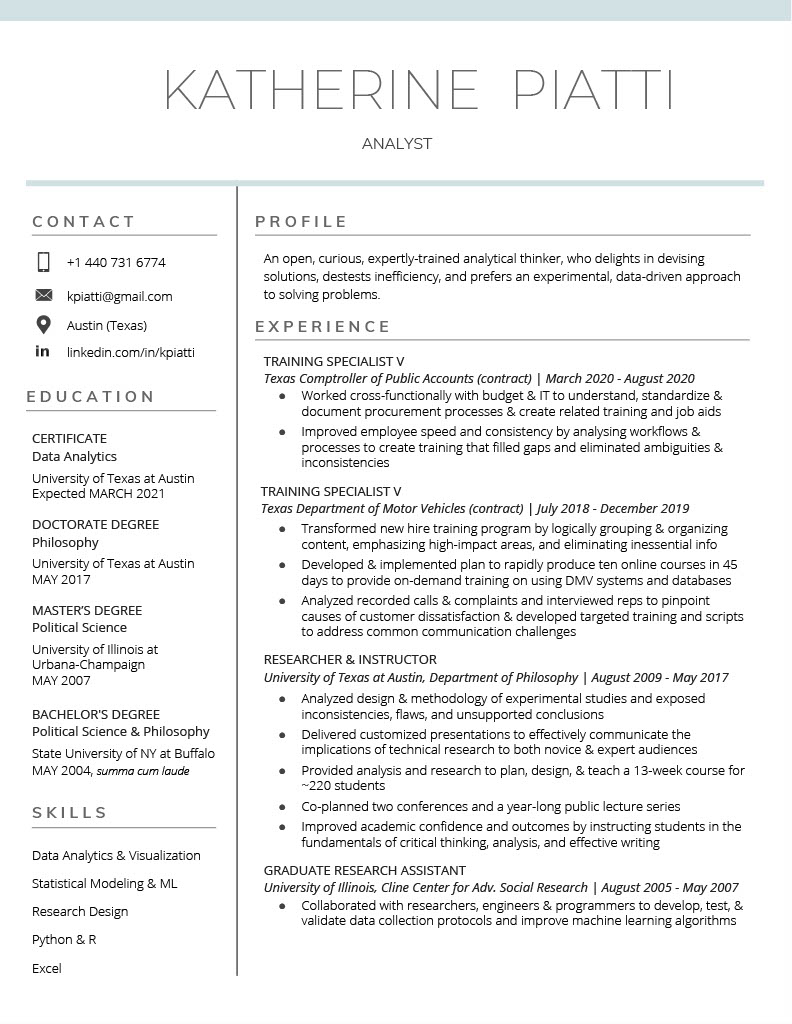 KATHERINE PIATTI
ANALYST
CONTACT
+1 440 731 6774
kpiatti@gmail.com
Austin (Texas)
in linkedin.com/in/kpiatti
EDUCATION
CERTIFICATE
Data Analytics
University of Texas at Austin
Expected MARCH 2021
DOCTORATE DEGREE
Philosophy
University of Texas at Austin
MAY 2017
MASTER'S DEGREE
Political Science
University of Illinois at
Urbana-Champaign
MAY 2007
BACHELOR'S DEGREE
Political Science & Philosophy
State University of NY at Buffalo
MAY 2004, summa cum laude
SKILLS
Data Analytics & Visualization
Statistical Modeling & ML
Research Design
Python & R
Excel
PROFILE
An open, curious, expertly-trained analytical thinker, who delights in devising
solutions, destests inefficiency, and prefers an experimental, data-driven approach
to solving problems.
EXPERIENCE
TRAINING SPECIALIST V
Texas Comptroller of Public Accounts (contract) | March 2020 - August 2020
● Worked cross-functionally with budget & IT to understand, standardize &
document procurement processes & create related training and job aids
● Improved employee speed and consistency by analysing workflows &
processes to create training that filled gaps and eliminated ambiguities &
inconsistencies
TRAINING SPECIALIST V
Texas Department of Motor Vehicles (contract) | July 2018 - December 2019
● Transformed new hire training program by logically grouping & organizing
content, emphasizing high-impact areas, and eliminating inessential info
● Developed & implemented plan to rapidly produce ten online courses in 45
days to provide on-demand training on using DMV systems and databases
● Analyzed recorded calls & complaints and interviewed reps to pinpoint
causes of customer dissatisfaction & developed targeted training and scripts
to address common communication challenges
RESEARCHER & INSTRUCTOR
University of Texas at Austin, Department of Philosophy | August 2009 - May 2017
● Analyzed design & methodology of experimental studies and exposed
inconsistencies, flaws, and unsupported conclusions
● Delivered customized presentations to effectively communicate the
implications of technical research to both novice & expert audiences
● Provided analysis and research to plan, design, & teach a 13-week course for
~220 students
● Co-planned two conferences and a year-long public lecture series
● Improved academic confidence and outcomes by instructing students in the
fundamentals of critical thinking, analysis, and effective writing
GRADUATE RESEARCH ASSISTANT
University of Illinois, Cline Center for Adv. Social Research | August 2005 - May 2007
● Collaborated with researchers, engineers & programmers to develop, test, &
validate data collection protocols and improve machine learning algorithms